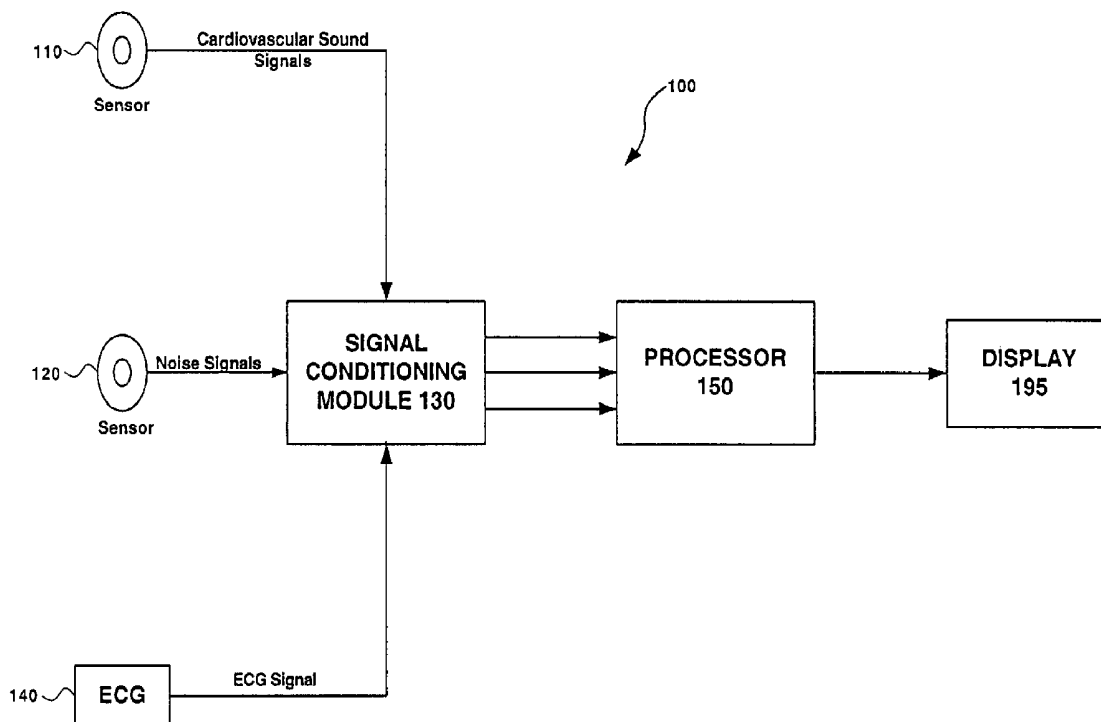 110
Cardiovascular Sound
Signals
Sensor
100
120
Noise Signals
Sensor
SIGNAL
CONDITIONING
MODULE 130
PROCESSOR
150
DISPLAY
195
140
ECG
ECG Signal